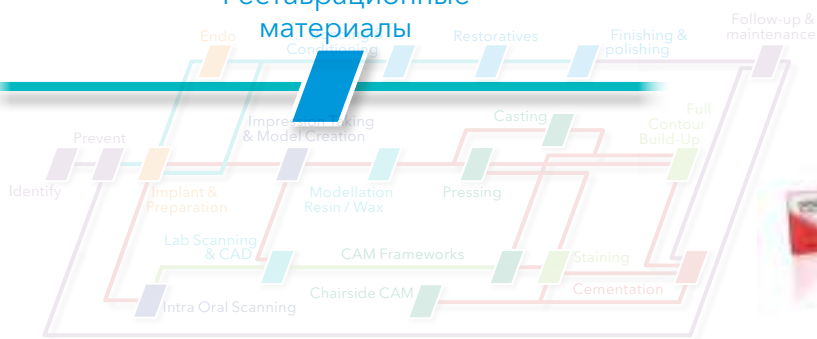 Реставрационные
материалы
Follow-up &
maintenance
Endo
Conditioning
Restoratives
Finishing &
polishing
Impression Taking
& Model Creation
Casting
Full
Contour
Build-Up
Prevent
Identify
Implant &
Preparation
Modellation
Resin / Wax
Pressing
Lab Scanning
& CAD
CAM Frameworks
Staining
Intra Oral Scanning
Chairside CAM
Cementation